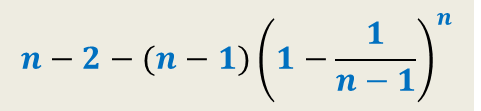 n − 2 − (n − 1) (1 − 1/(n − 1))ⁿ